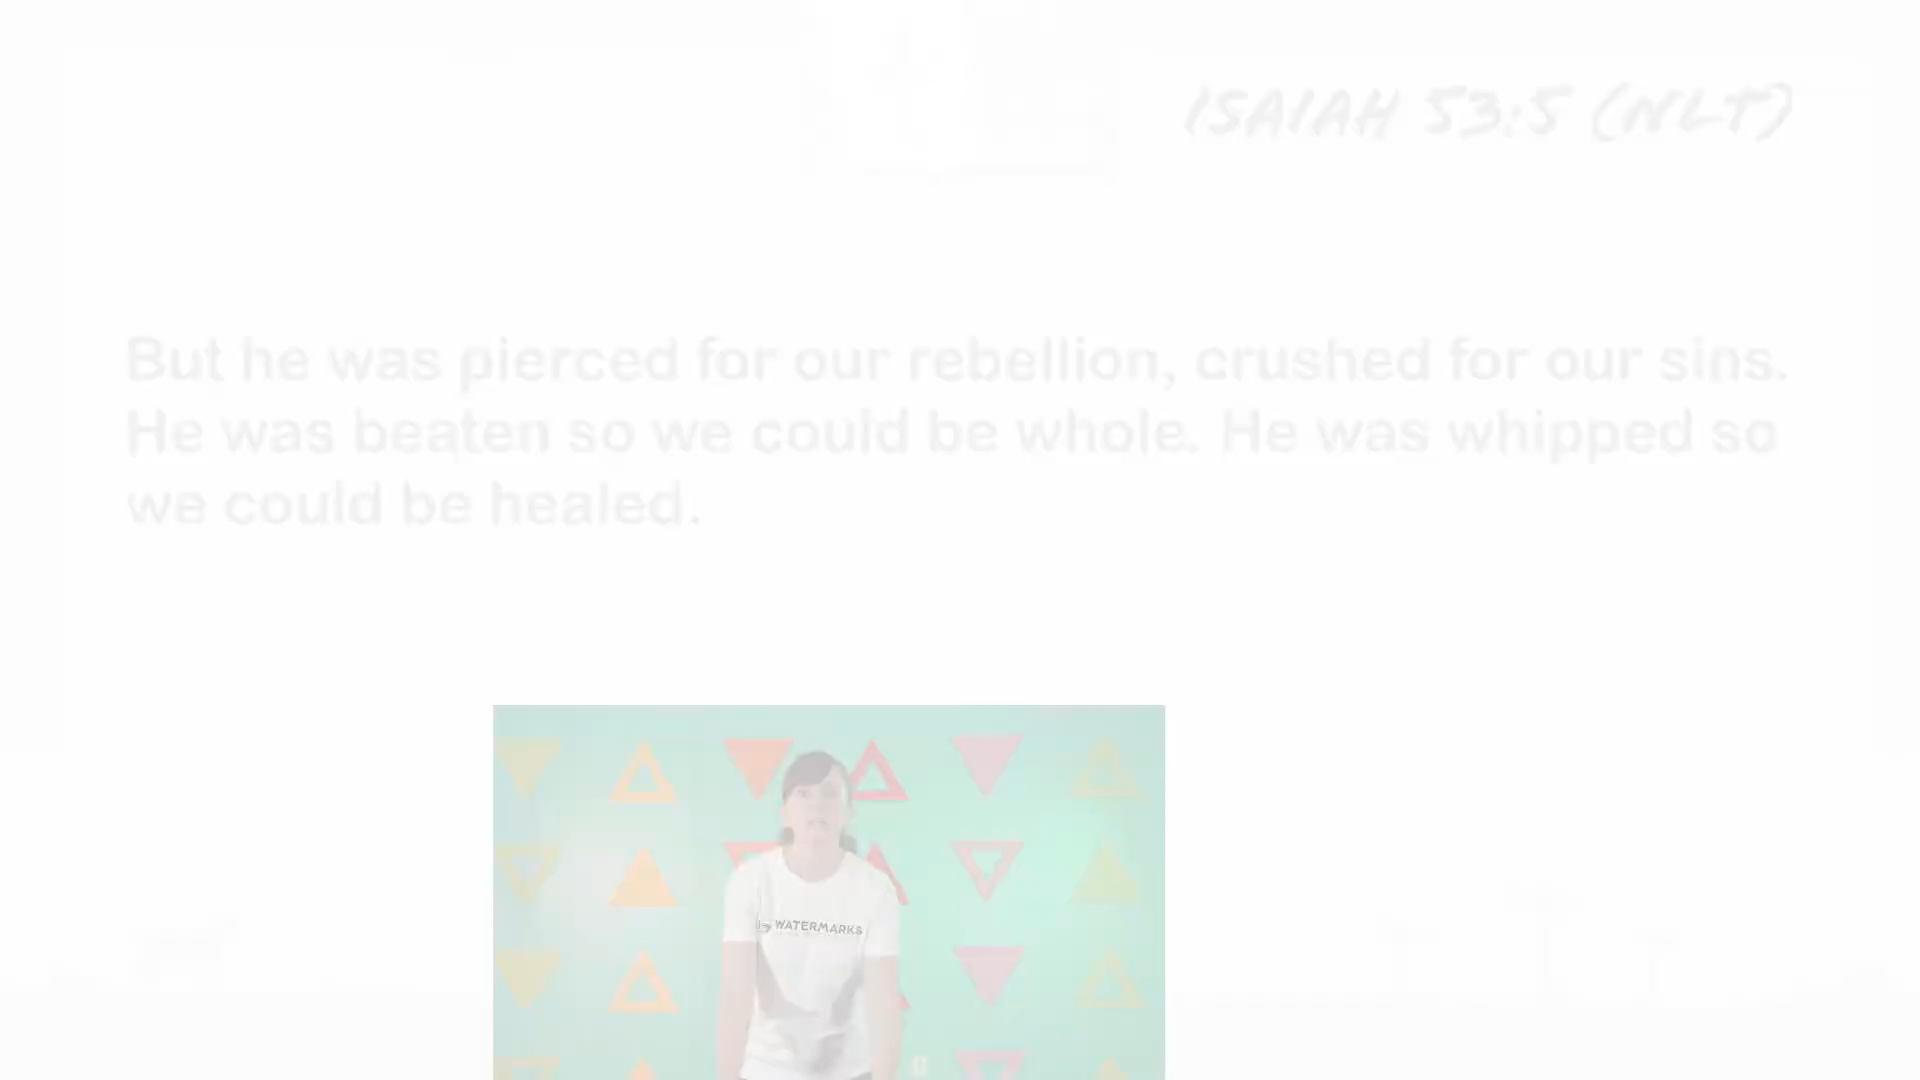 ISAIAH 53:5 (NLT)
But he was pierced for our rebellion, crushed for our sins.
He was beaten so we could be whole. He was whipped so
we could be healed.
WATERMARKS